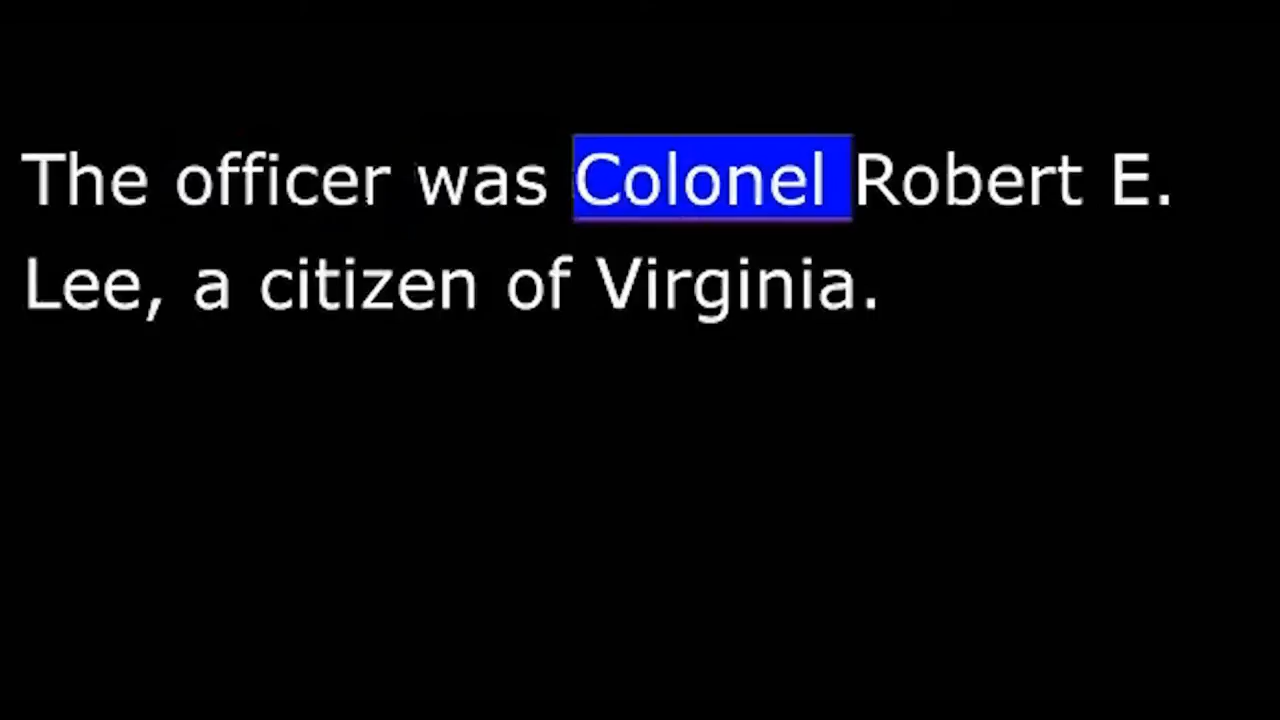 The officer was Colonel Robert E.
Lee, a citizen of Virginia.